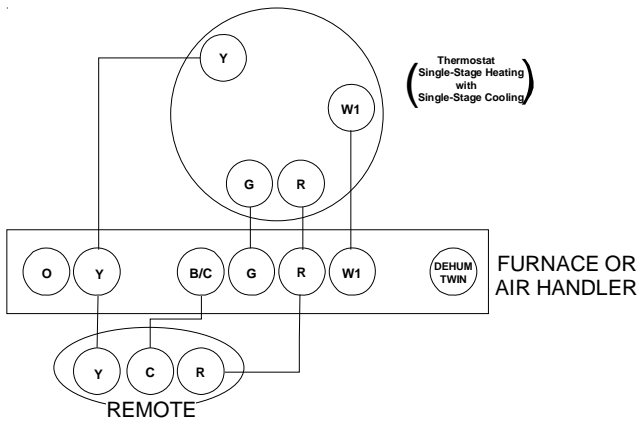 Y
Thermostat
Single-Stage Heating
with
Single-Stage Cooling
W1
G R
O Y B/C G R W1 DEHUM
TWIN
FURNACE OR
AIR HANDLER
Y C R
REMOTE